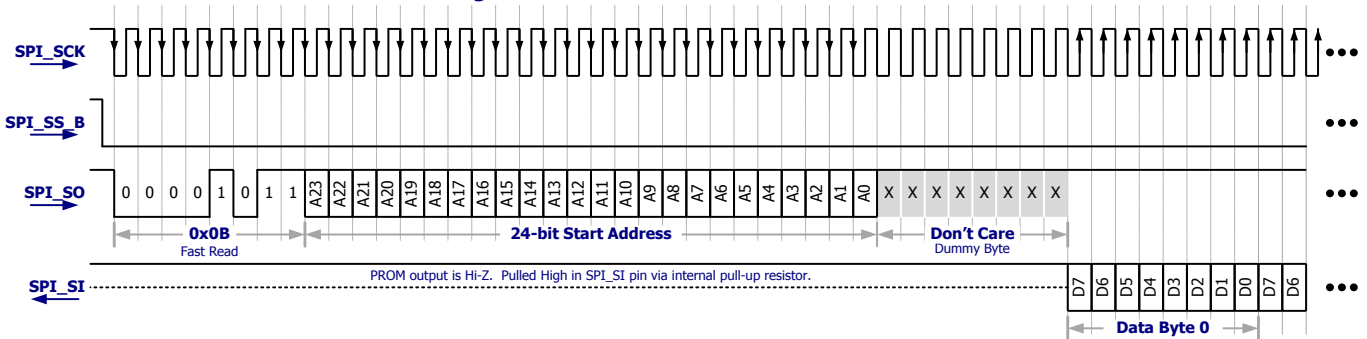 SPI_SCK
SPI_SS_B
SPI_SO
0 0 0 0 1 0 1 1 A23 A22 A21 A20 A19 A18 A17 A16 A15 A14 A13 A12 A11 A10 A9 A8 A7 A6 A5 A4 A3 A2 A1 A0 X X X X X X X X
0x0B 24-bit Start Address Don't Care
Fast Read Dummy Byte
PROM output is Hi-Z. Pulled High in SPI_SI pin via internal pull-up resistor.
SPI_SI
D7 D6 D5 D4 D3 D2 D1 D0 D7 D6
Data Byte 0